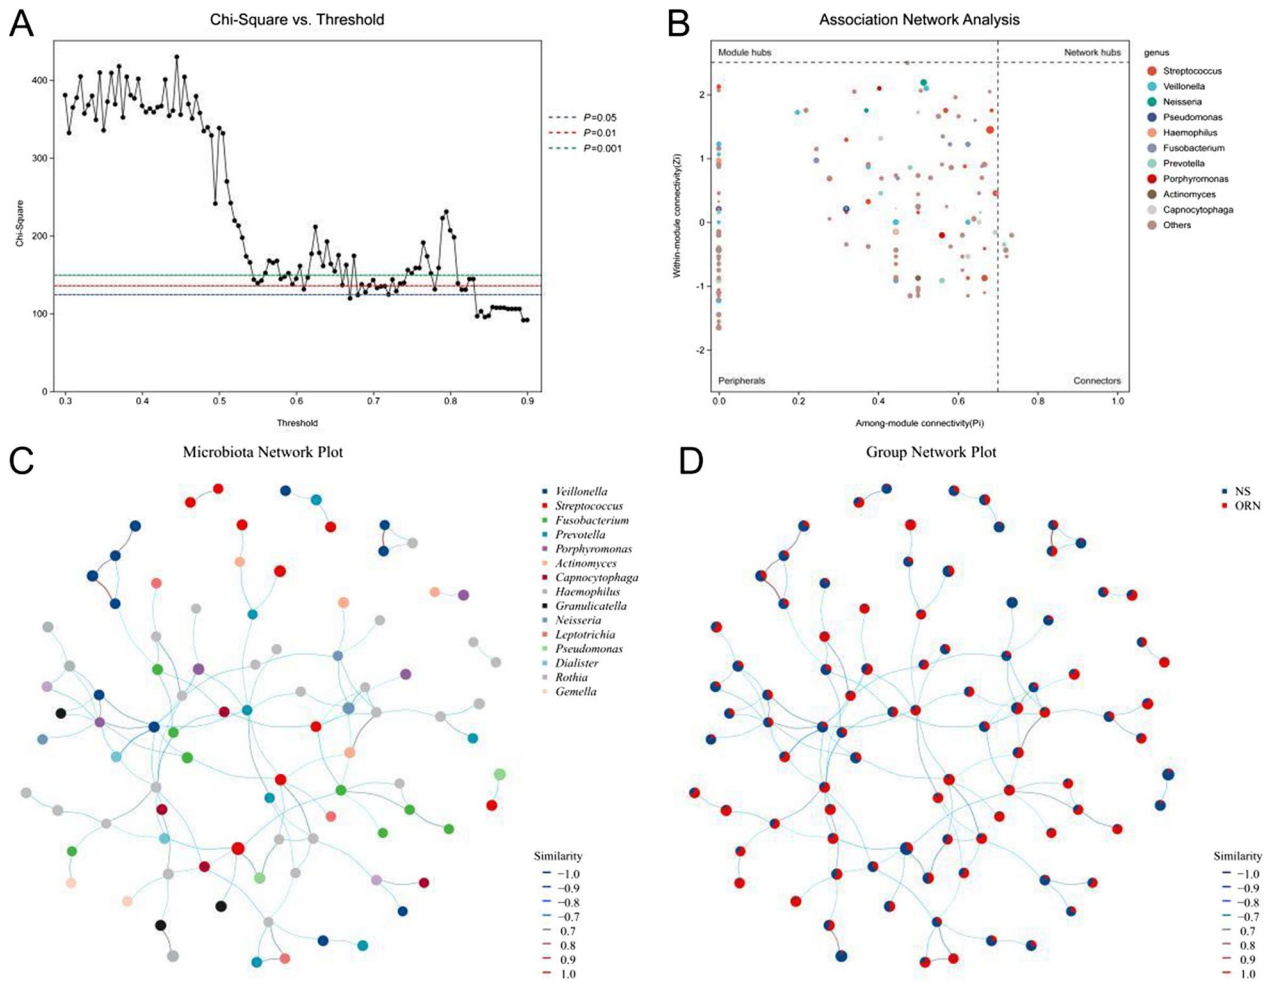 A
Chi-Square vs. Threshold
Chi-Square
400
300
200
100
0
0.3 0.4 0.5 0.6 0.7 0.8 0.9
Threshold
P=0.05
P=0.01
P=0.001
B
Association Network Analysis
Module hubs
Network hubs
Peripherals
Connectors
Within-module connectivity(Zi)
2
1
0
-1
-2
0.0 0.2 0.4 0.6 0.8 1.0
Among-module connectivity(Pi)
genus
Streptococcus
Veillonella
Neisseria
Pseudomonas
Haemophilus
Fusobacterium
Prevotella
Porphyromonas
Actinomyces
Capnocytophaga
Others
C
Microbiota Network Plot
Veillonella
Streptococcus
Fusobacterium
Prevotella
Porphyromonas
Actinomyces
Capnocytophaga
Haemophilus
Granulicatella
Neisseria
Leptotrichia
Pseudomonas
Dialister
Rothia
Gemella
Similarity
−1.0
−0.9
−0.8
−0.7
0.7
0.8
0.9
1.0
D
Group Network Plot
NS
ORN
Similarity
−1.0
−0.9
−0.8
−0.7
0.7
0.8
0.9
1.0